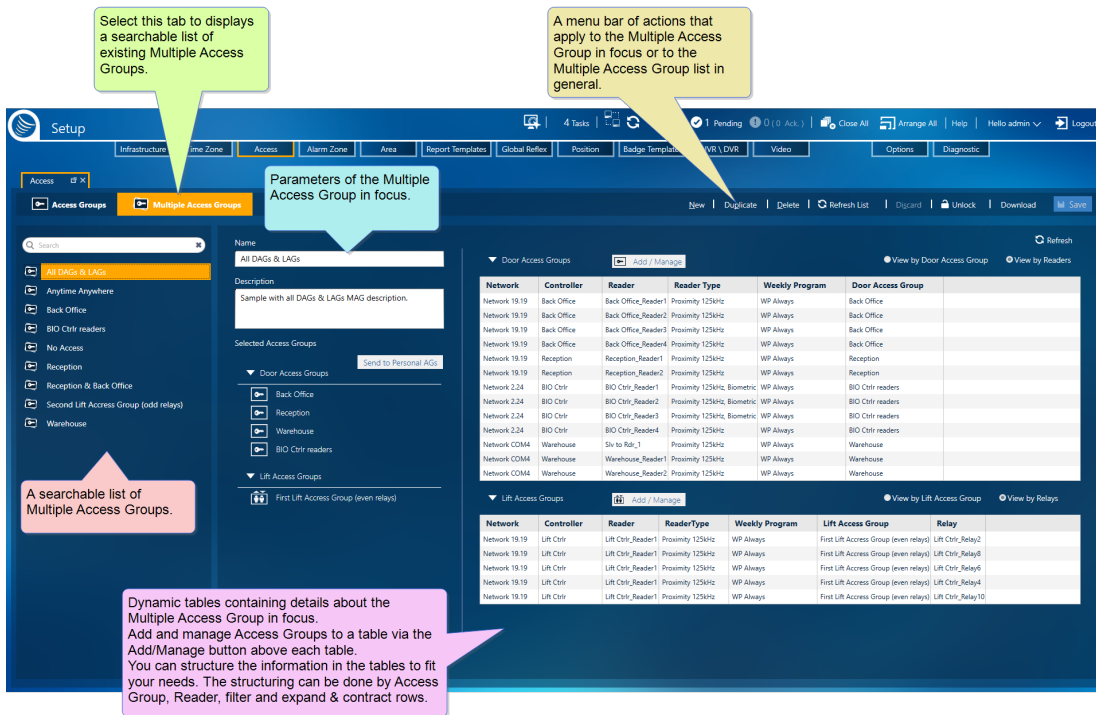 Select this tab to displays
a searchable list of
existing Multiple Access
Groups.
A menu bar of actions that
apply to the Multiple Access
Group in focus or to the
Multiple Access Group list in
general.
Setup
4 Tasks
1 Pending
0 ( 0 Ack. )
Close All
Arrange All
Help
Hello admin
Logout
Infrastructure
Time Zone
Access
Alarm Zone
Area
Report Templates
Global Reflex
Position
Badge Templates
NVR \ DVR
Video
Options
Diagnostic
Access
Parameters of the Multiple
Access Group in focus.
Access Groups
Multiple Access Groups
New
Duplicate
Delete
Refresh List
Discard
Unlock
Download
Save
Search
All DAGs & LAGs
Anytime Anywhere
Back Office
BIO Ctrlr readers
No Access
Reception
Reception & Back Office
Second Lift Accress Group (odd relays)
Warehouse
A searchable list of
Multiple Access Groups.
Name
All DAGs & LAGs
Description
Sample with all DAGs & LAGs MAG description.
Selected Access Groups
Send to Personal AGs
Door Access Groups
Back Office
Reception
Warehouse
BIO Ctrlr readers
Lift Access Groups
First Lift Accress Group (even relays)
Refresh
Door Access Groups Add / Manage View by Door Access Group View by Readers
Network Controller Reader Reader Type Weekly Program Door Access Group
Network 19.19 Back Office Back Office_Reader1 Proximity 125kHz WP Always Back Office
Network 19.19 Back Office Back Office_Reader2 Proximity 125kHz WP Always Back Office
Network 19.19 Back Office Back Office_Reader3 Proximity 125kHz WP Always Back Office
Network 19.19 Back Office Back Office_Reader4 Proximity 125kHz WP Always Back Office
Network 19.19 Reception Reception_Reader1 Proximity 125kHz WP Always Reception
Network 19.19 Reception Reception_Reader2 Proximity 125kHz WP Always Reception
Network 2.24 BIO Ctrlr BIO Ctrlr_Reader1 Proximity 125kHz, Biometric WP Always BIO Ctrlr readers
Network 2.24 BIO Ctrlr BIO Ctrlr_Reader2 Proximity 125kHz, Biometric WP Always BIO Ctrlr readers
Network 2.24 BIO Ctrlr BIO Ctrlr_Reader3 Proximity 125kHz, Biometric WP Always BIO Ctrlr readers
Network 2.24 BIO Ctrlr BIO Ctrlr_Reader4 Proximity 125kHz WP Always BIO Ctrlr readers
Network COM4 Warehouse Slv to Rdr_1 Proximity 125kHz WP Always Warehouse
Network COM4 Warehouse Warehouse_Reader1 Proximity 125kHz WP Always Warehouse
Network COM4 Warehouse Warehouse_Reader2 Proximity 125kHz WP Always Warehouse
Lift Access Groups Add / Manage View by Lift Access Group View by Relays
Network Controller Reader ReaderType Weekly Program Lift Access Group Relay
Network 19.19 Lift Ctrlr Lift Ctrlr_Reader1 Proximity 125kHz WP Always First Lift Accress Group (even relays) Lift Ctrlr_Relay2
Network 19.19 Lift Ctrlr Lift Ctrlr_Reader1 Proximity 125kHz WP Always First Lift Accress Group (even relays) Lift Ctrlr_Relay8
Network 19.19 Lift Ctrlr Lift Ctrlr_Reader1 Proximity 125kHz WP Always First Lift Accress Group (even relays) Lift Ctrlr_Relay6
Network 19.19 Lift Ctrlr Lift Ctrlr_Reader1 Proximity 125kHz WP Always First Lift Accress Group (even relays) Lift Ctrlr_Relay4
Network 19.19 Lift Ctrlr Lift Ctrlr_Reader1 Proximity 125kHz WP Always First Lift Accress Group (even relays) Lift Ctrlr_Relay10
Dynamic tables containing details about the
Multiple Access Group in focus.
Add and manage Access Groups to a table via the
Add/Manage button above each table.
You can structure the information in the tables to fit
your needs. The structuring can be done by Access
Group, Reader, filter and expand & contract rows.